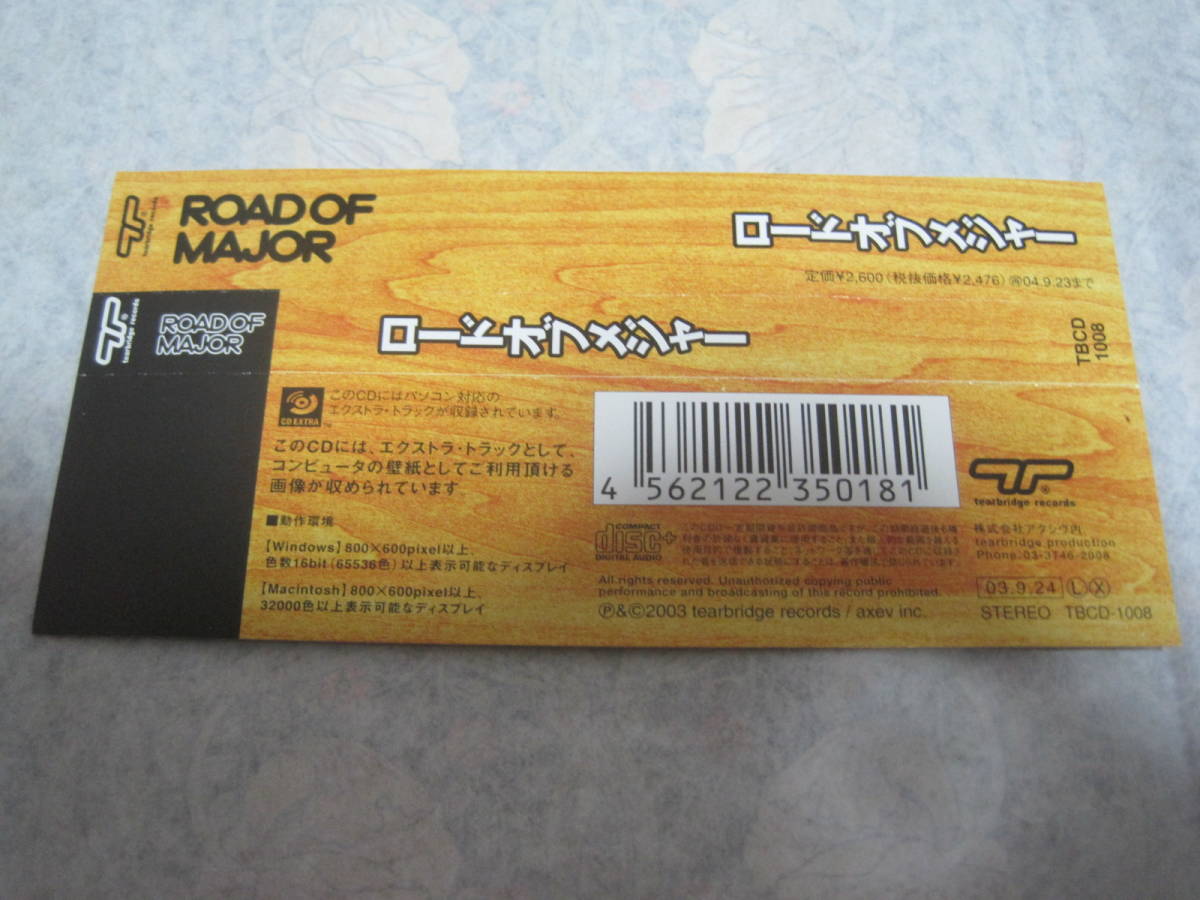 tearbridge records
ROAD OF
MAJOR
ロードオブメジャー
定価¥2,600(税抜価格¥2,476)再04.9.23まで
tearbridge records
ROAD OF
MAJOR
ロードオブメジャー
TBCD
1008
CD EXTRA
このCDにはパソコン対応の
エクストラ・トラックが収録されています。
このCDには、エクストラ・トラックとして、
コンピュータの壁紙としてご利用頂ける
画像が収められています。
■動作環境
【Windows】800×600pixel以上、
色数16bit(65536色)以上表示可能なディスプレイ
【Macintosh】800×600pixel以上、
32000色以上表示可能なディスプレイ
4 562122 350181
COMPACT
disc+
DIGITAL AUDIO
All rights reserved. Unauthorized copying public
performance and broadcasting of this record prohibited.
Ⓟ&©2003 tearbridge records / axev inc.
tearbridge records
株式会社アクシヴ内
tearbridge production
Phone:03-3746-2008
03.9.24 Ⓛ Ⓧ
STEREO TBCD-1008